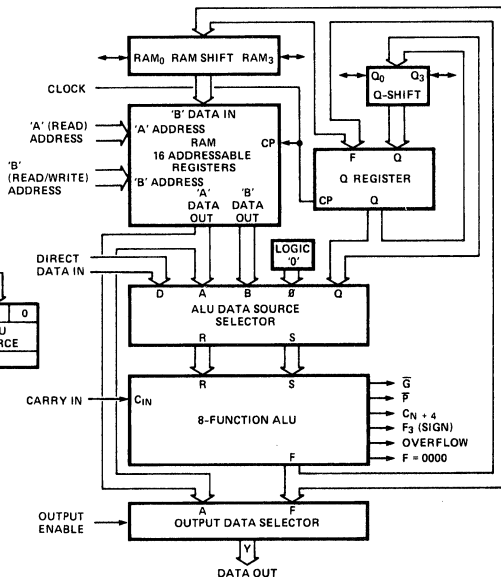 RAM₀ RAM SHIFT RAM₃
Q₀ Q₃
Q-SHIFT
CLOCK
'B' DATA IN
'A' (READ)
ADDRESS
'A' ADDRESS
RAM
16 ADDRESSABLE
REGISTERS
CP
'B'
(READ/WRITE)
ADDRESS
'B' ADDRESS
'A' 'B'
DATA DATA
OUT OUT
F Q
Q REGISTER
CP
Q
LOGIC
'0'
DIRECT
DATA IN
D A B Ø Q
ALU DATA SOURCE
SELECTOR
R S
0
U
RCE
R S
CARRY IN
C_IN
8-FUNCTION ALU
F
G̅
P̅
C_N + 4
F₃ (SIGN)
OVERFLOW
F = 0000
A F
OUTPUT
ENABLE
OUTPUT DATA SELECTOR
Y
DATA OUT